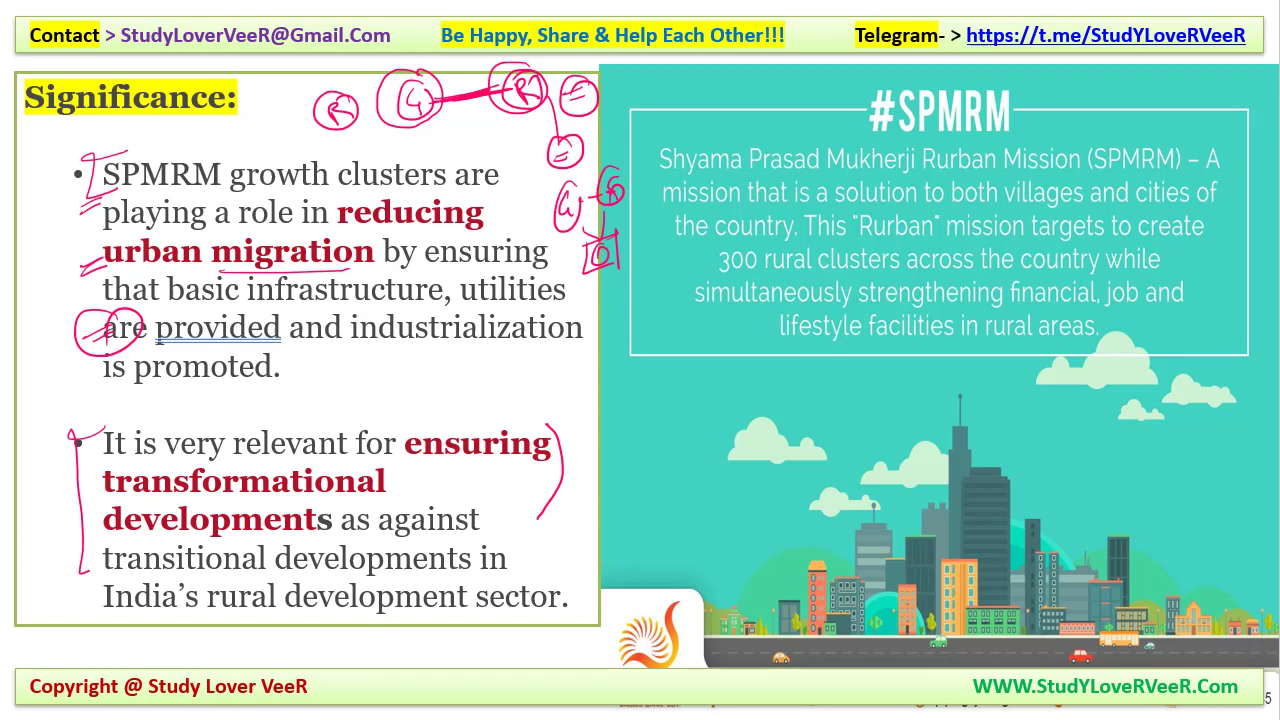 Contact > StudyLoverVeeR@Gmail.Com Be Happy, Share & Help Each Other!!! Telegram- > https://t.me/StudYLoveRVeeR
Significance:
• SPMRM growth clusters are
playing a role in reducing
urban migration by ensuring
that basic infrastructure, utilities
are provided and industrialization
is promoted.
• It is very relevant for ensuring
transformational
developments as against
transitional developments in
India's rural development sector.
#SPMRM
Shyama Prasad Mukherji Rurban Mission (SPMRM) – A
mission that is a solution to both villages and cities of
the country. This "Rurban" mission targets to create
300 rural clusters across the country while
simultaneously strengthening financial, job and
lifestyle facilities in rural areas.
Copyright @ Study Lover VeeR WWW.StudYLoveRVeeR.Com
5